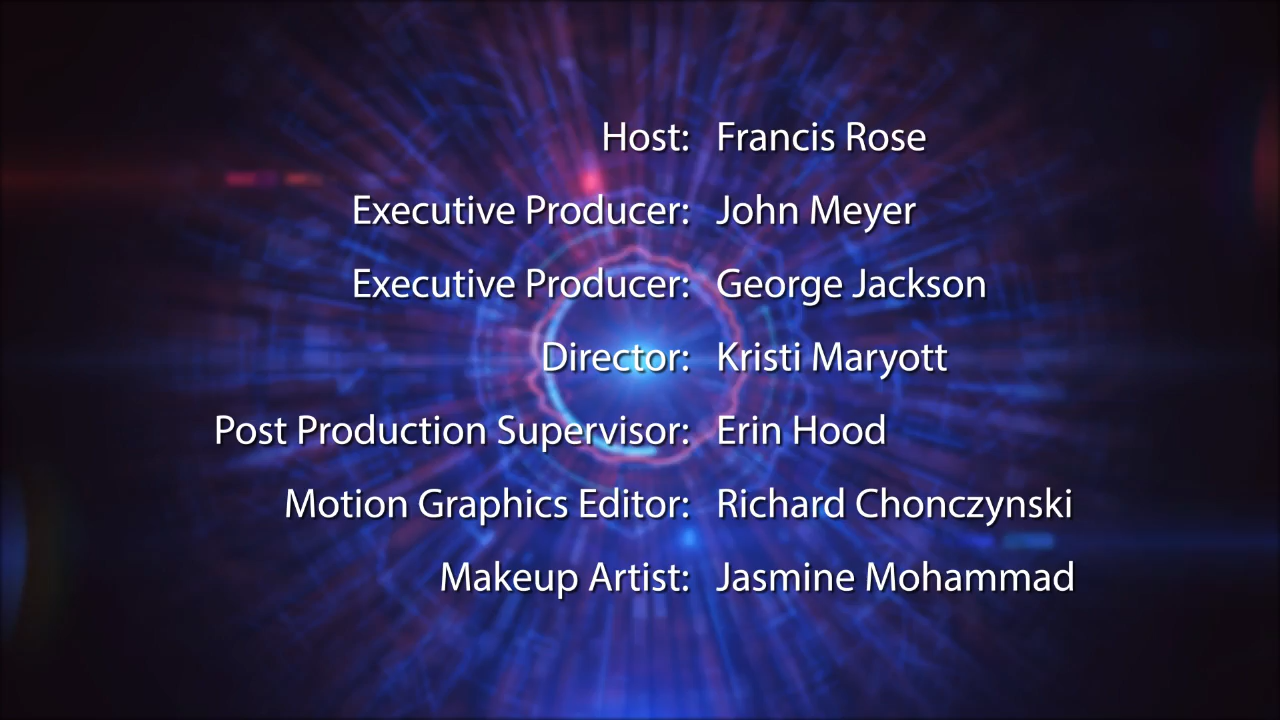 Host: Francis Rose
Executive Producer: John Meyer
Executive Producer: George Jackson
Director: Kristi Maryott
Post Production Supervisor: Erin Hood
Motion Graphics Editor: Richard Chonczynski
Makeup Artist: Jasmine Mohammad